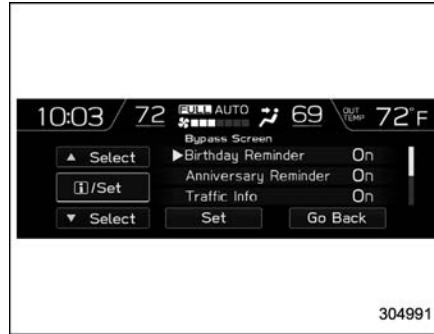 10:03 72 FULL AUTO 69 OUT TEMP 72°F
Bypass Screen
▲ Select ▶Birthday Reminder On
Anniversary Reminder On
i/Set
Traffic Info On
▼ Select Set Go Back
304991